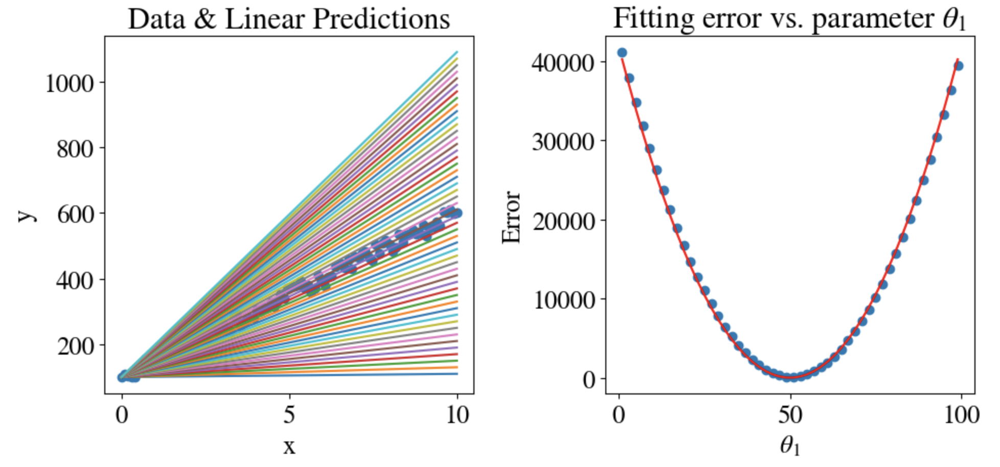 Data & Linear Predictions
1000
800
600
400
200
y
0
5
10
x
Fitting error vs. parameter θ₁
40000
30000
20000
10000
0
Error
0
50
100
θ₁